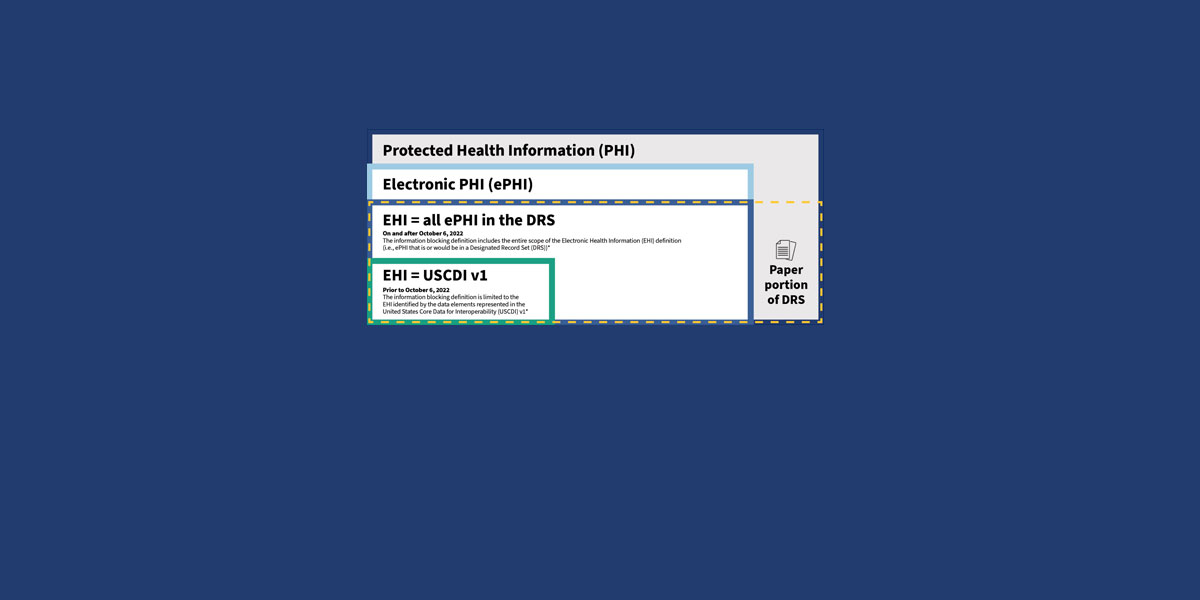 Protected Health Information (PHI)
Electronic PHI (ePHI)
EHI = all ePHI in the DRS
On and after October 6, 2022
The information blocking definition includes the entire scope of the Electronic Health Information (EHI) definition
(i.e., ePHI that is or would be in a Designated Record Set (DRS))*
EHI = USCDI v1
Prior to October 6, 2022
The information blocking definition is limited to the
EHI identified by the data elements represented in the
United States Core Data for Interoperability (USCDI) v1*
Paper
portion
of DRS